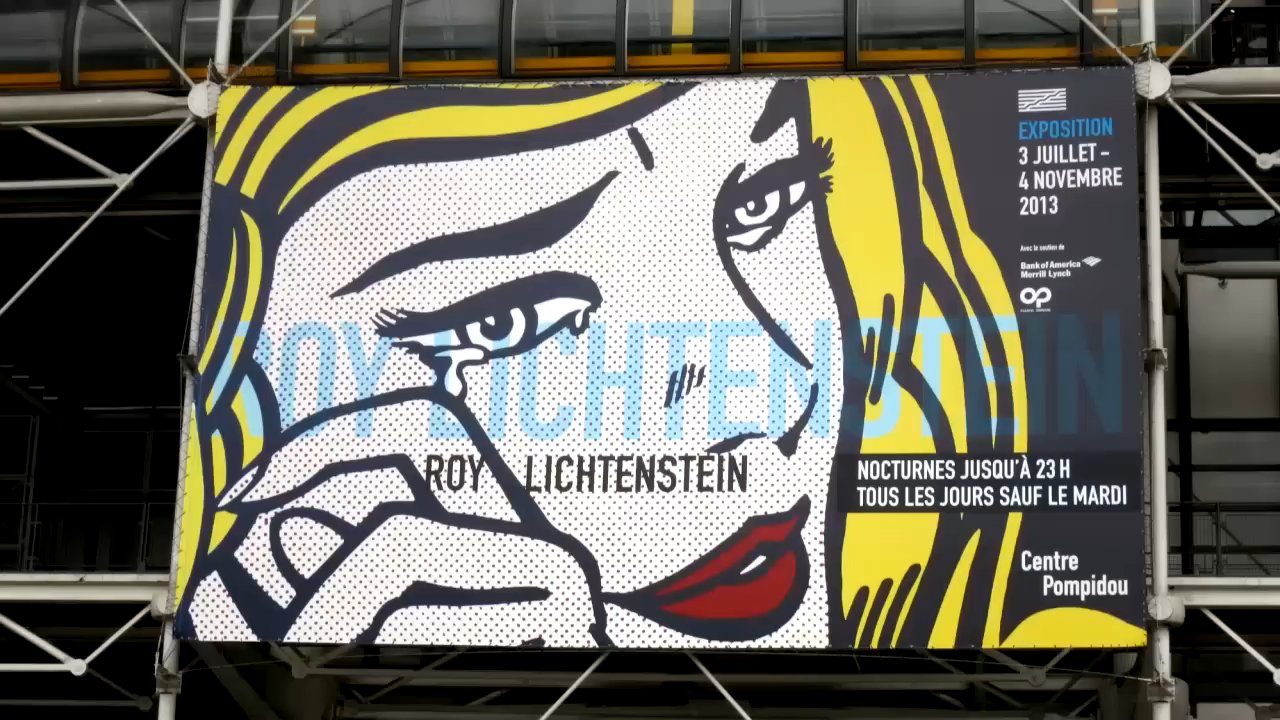 EXPOSITION
3 JUILLET –
4 NOVEMBRE
2013
Avec le soutien de
Bank of America
Merrill Lynch
ROY LICHTENSTEIN
ROY LICHTENSTEIN
NOCTURNES JUSQU'À 23 H
TOUS LES JOURS SAUF LE MARDI
Centre
Pompidou